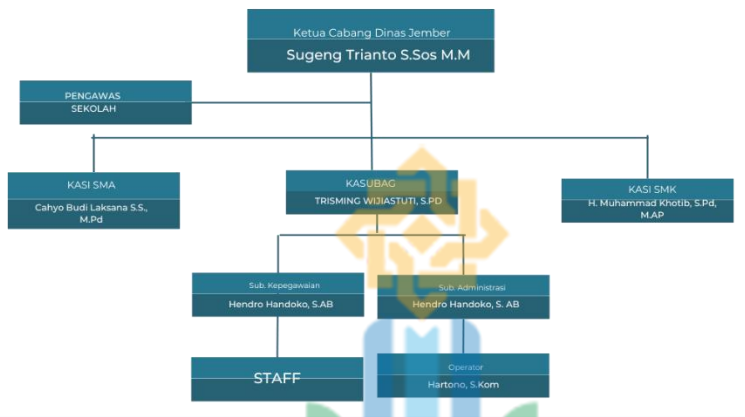 Ketua Cabang Dinas Jember
Sugeng Trianto S.Sos M.M
PENGAWAS
SEKOLAH
KASI SMA
Cahyo Budi Laksana S.S.,
M.Pd
KASUBAG
TRISMING WIJIASTUTI, S.PD
KASI SMK
H. Muhammad Khotib, S.Pd,
M.AP
Sub. Kepegawaian
Hendro Handoko, S.AB
Sub. Administrasi
Hendro Handoko, S. AB
STAFF
Operator
Hartono, S.Kom